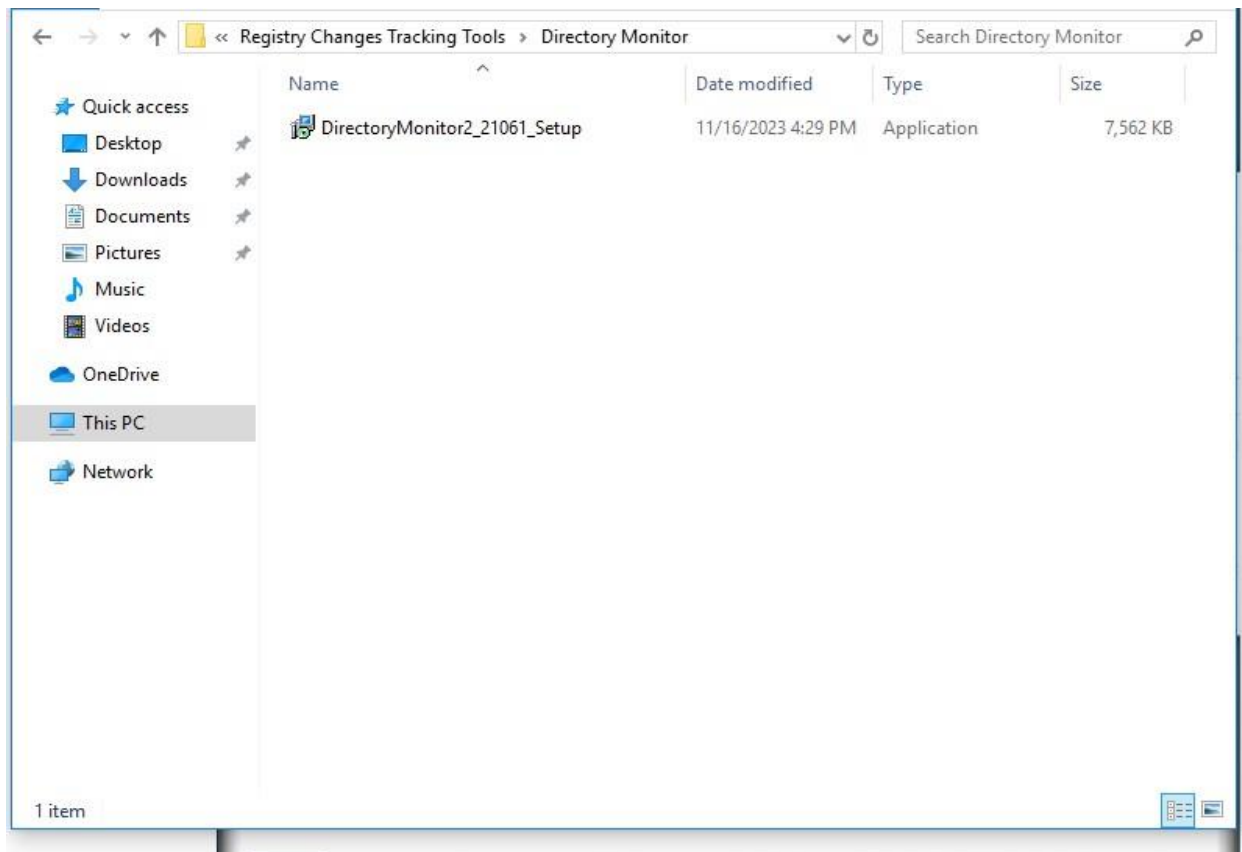 « Registry Changes Tracking Tools > Directory Monitor Search Directory Monitor
Name Date modified Type Size
Quick access
DirectoryMonitor2_21061_Setup 11/16/2023 4:29 PM Application 7,562 KB
Desktop
Downloads
Documents
Pictures
Music
Videos
OneDrive
This PC
Network
1 item